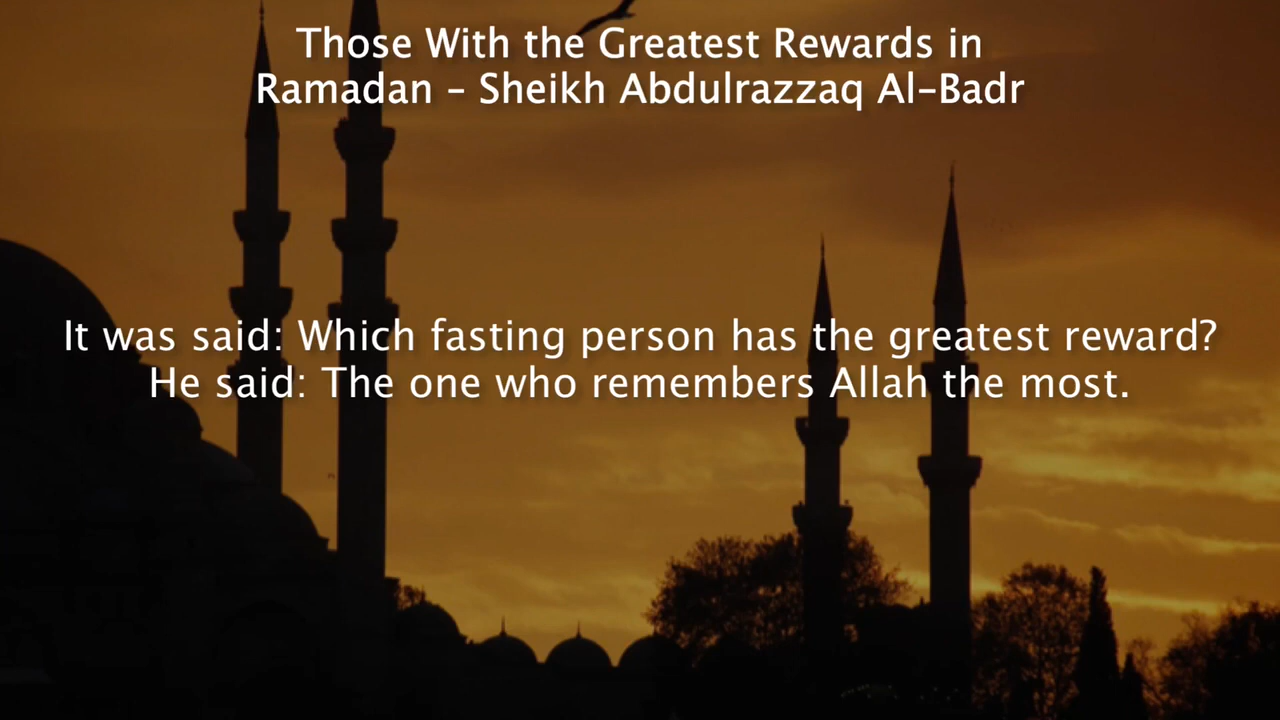 Those With the Greatest Rewards in
Ramadan – Sheikh Abdulrazzaq Al–Badr
It was said: Which fasting person has the greatest reward?
He said: The one who remembers Allah the most.